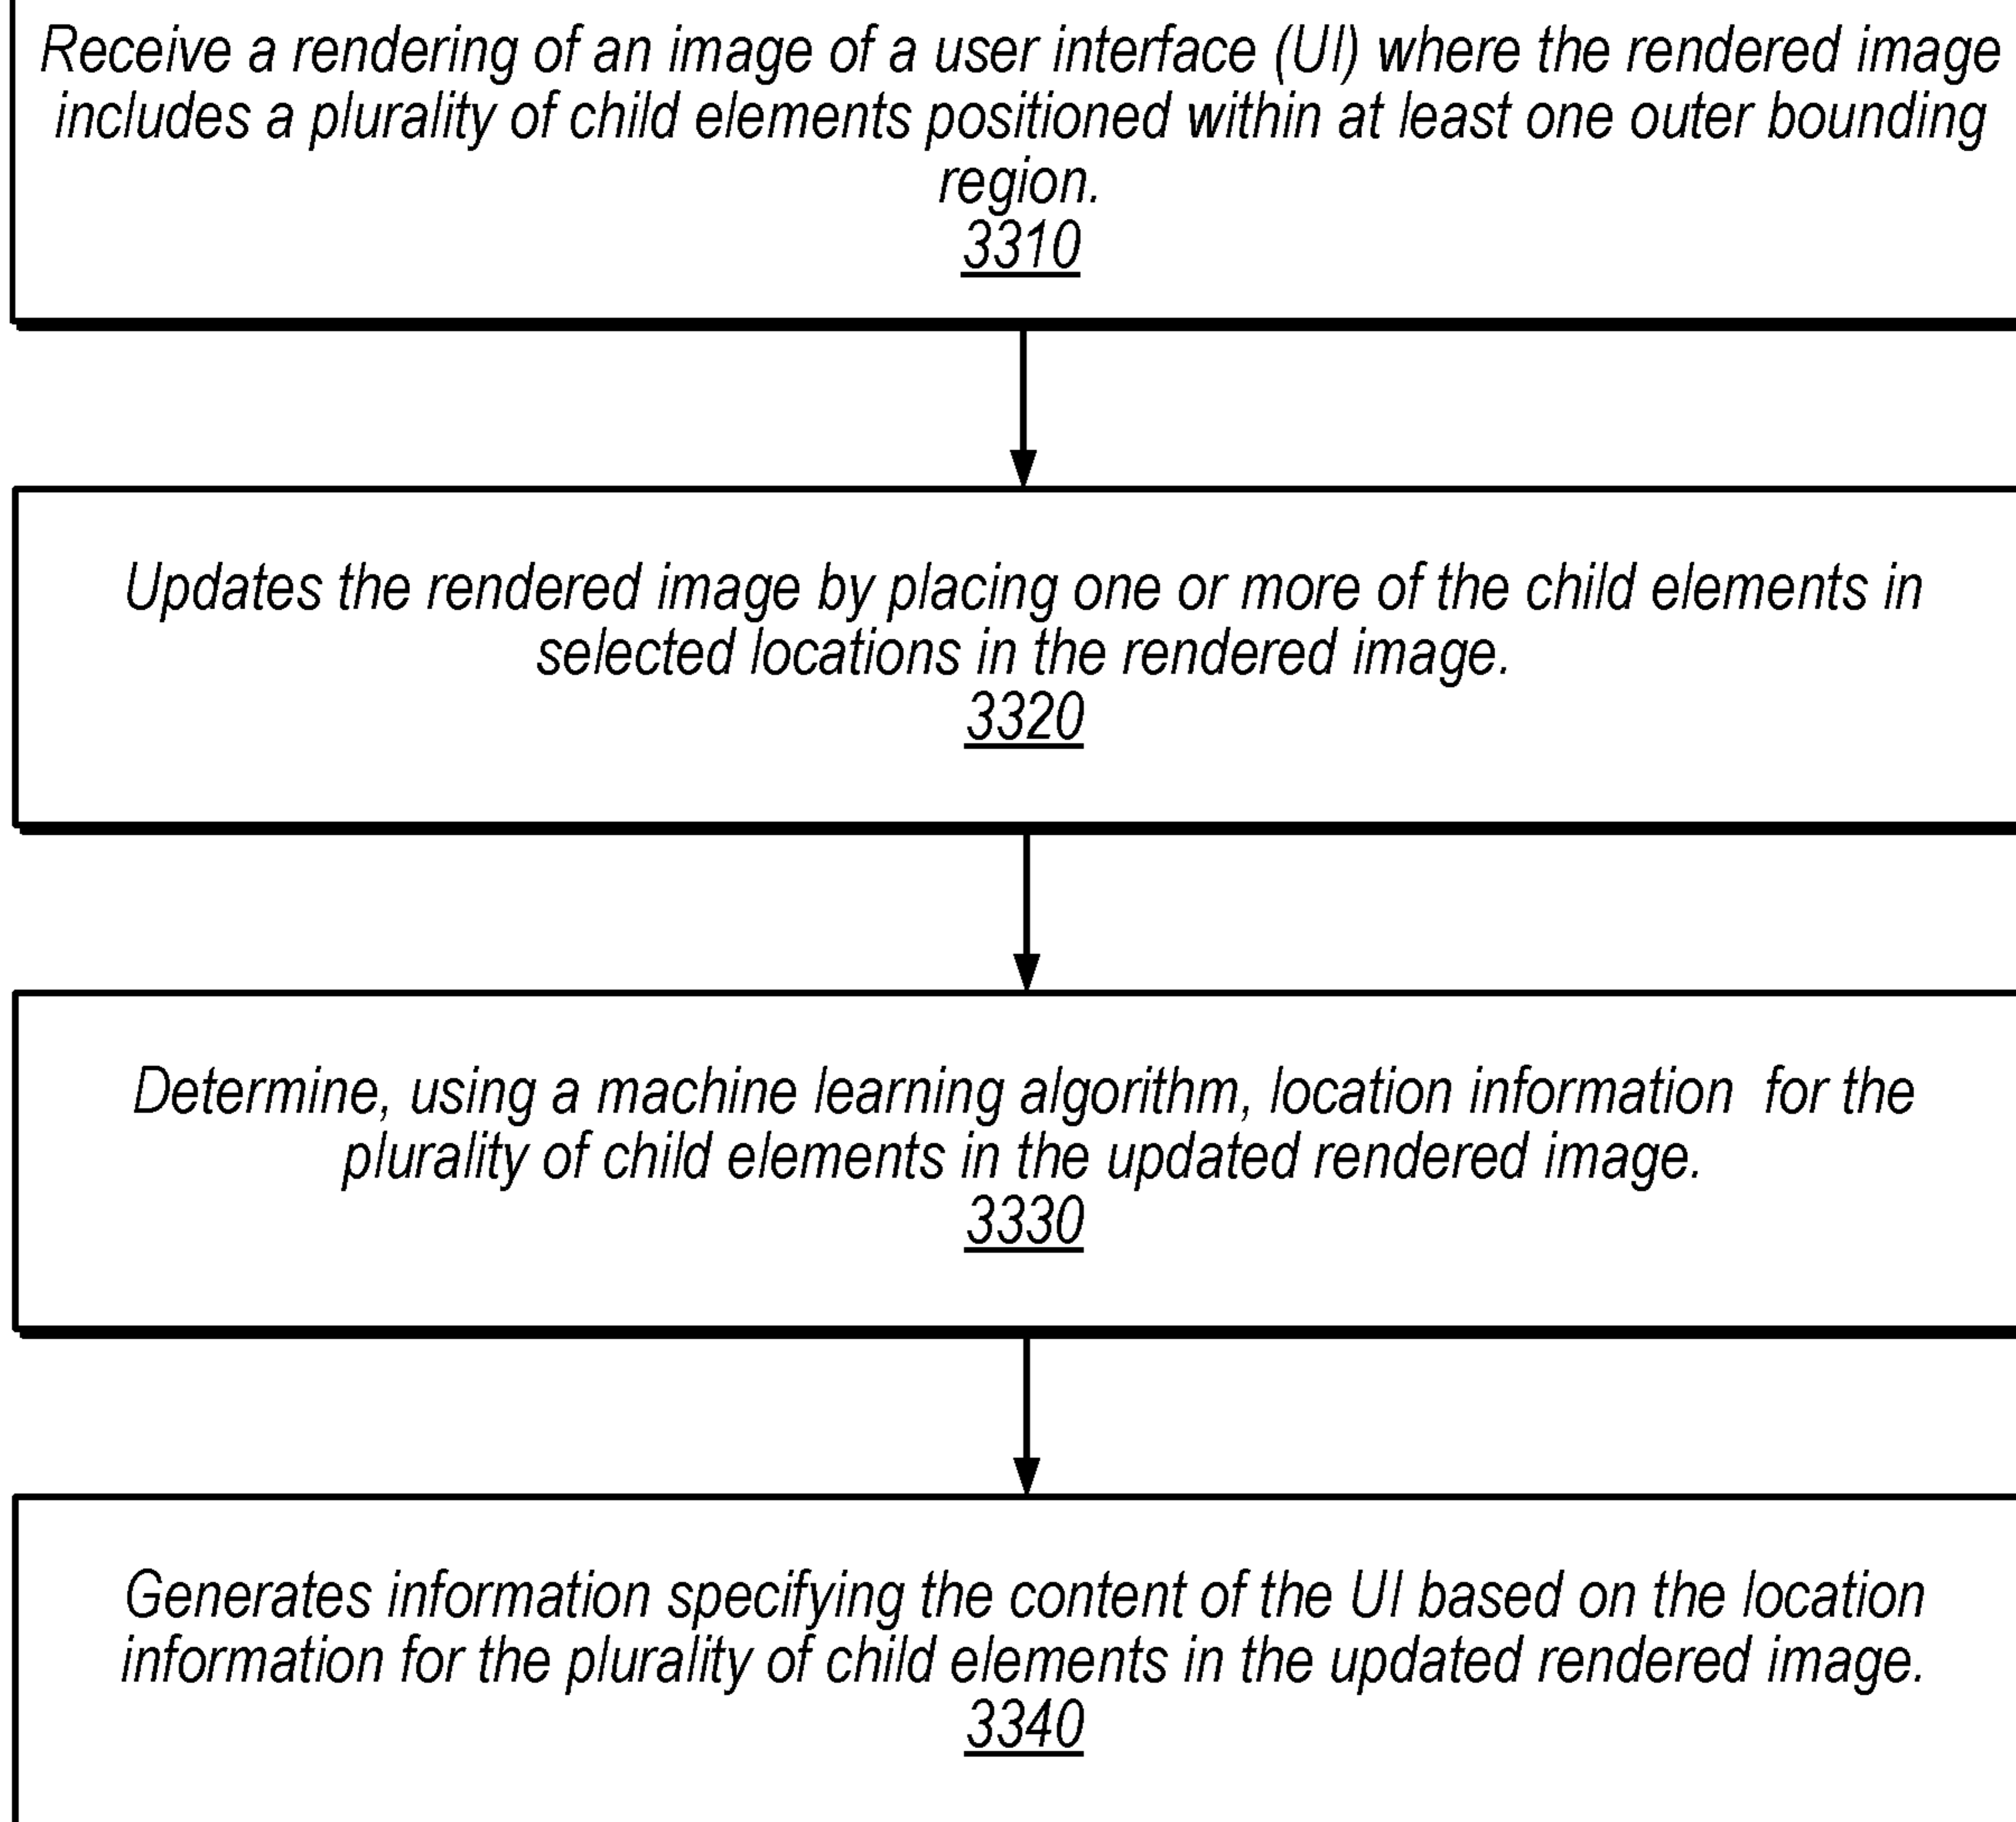 Receive a rendering of an image of a user interface (UI) where the rendered image
includes a plurality of child elements positioned within at least one outer bounding
region.
3310
Updates the rendered image by placing one or more of the child elements in
selected locations in the rendered image.
3320
Determine, using a machine learning algorithm, location information  for the
plurality of child elements in the updated rendered image.
3330
Generates information specifying the content of the UI based on the location
information for the plurality of child elements in the updated rendered image.
3340